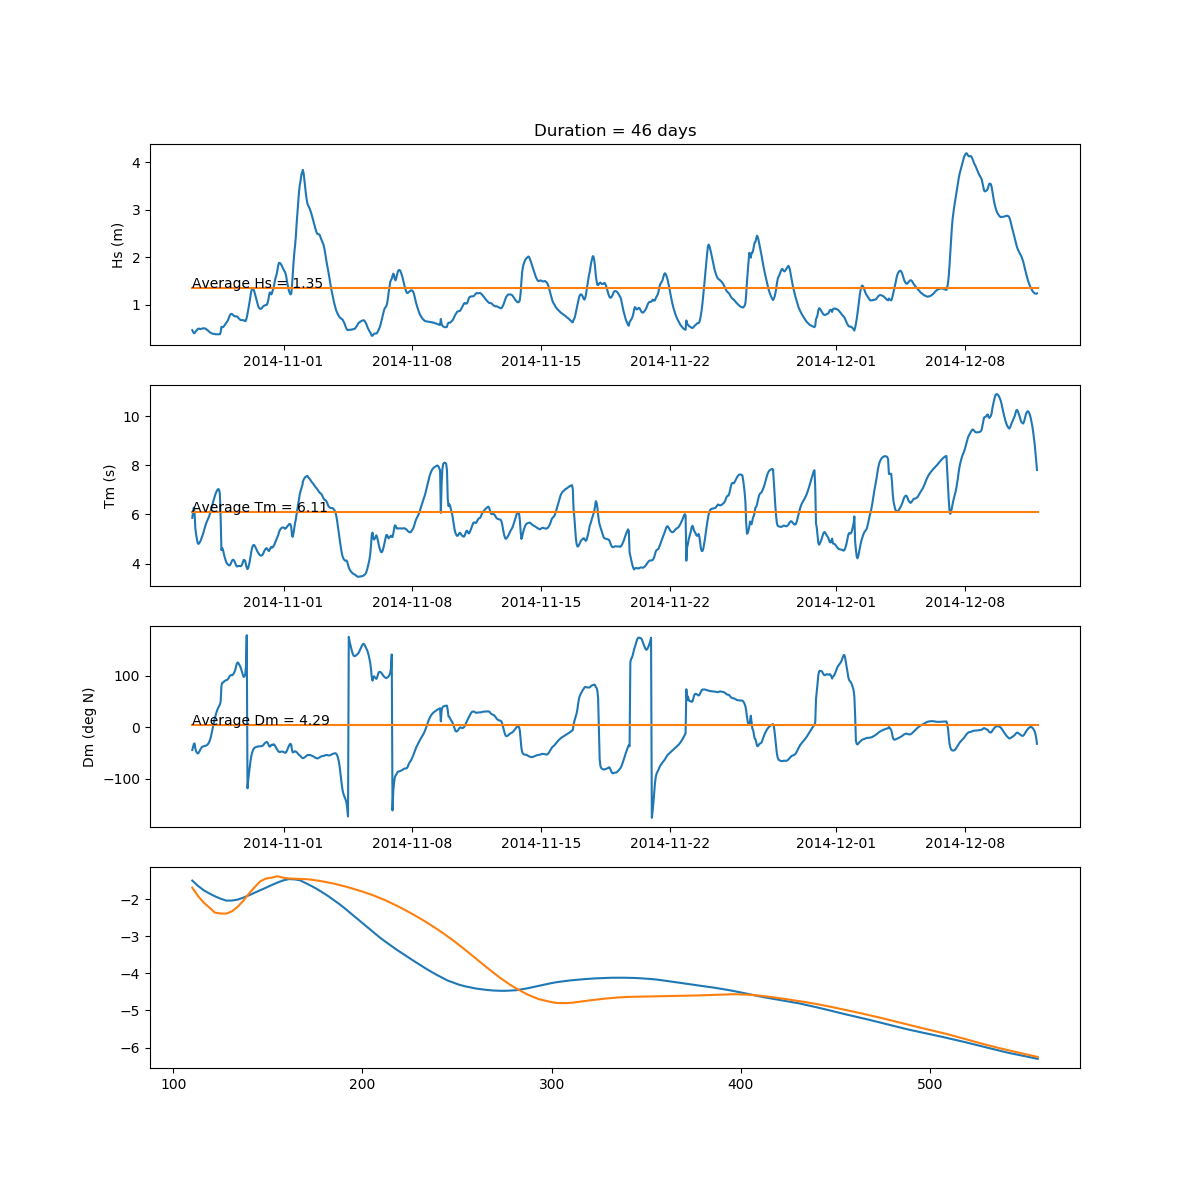 Duration = 46 days
4
3
2
1
Hs (m)
Average Hs = 1.35
2014-11-01 2014-11-08 2014-11-15 2014-11-22 2014-12-01 2014-12-08
10
8
6
4
Tm (s)
Average Tm = 6.11
2014-11-01 2014-11-08 2014-11-15 2014-11-22 2014-12-01 2014-12-08
100
0
−100
Dm (deg N)
Average Dm = 4.29
2014-11-01 2014-11-08 2014-11-15 2014-11-22 2014-12-01 2014-12-08
−2
−3
−4
−5
−6
100 200 300 400 500